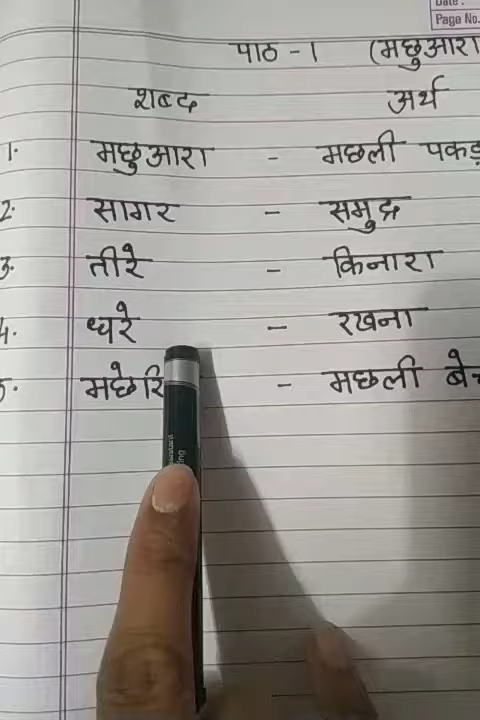 Date :
Page No.
पाठ - 1 (मछुआरा
शब्द अर्थ
1. मछुआरा - मछली पकड़
2. सागर - समुद्र
3. तीरे - किनारा
4. धरे - रखना
5. - मछली